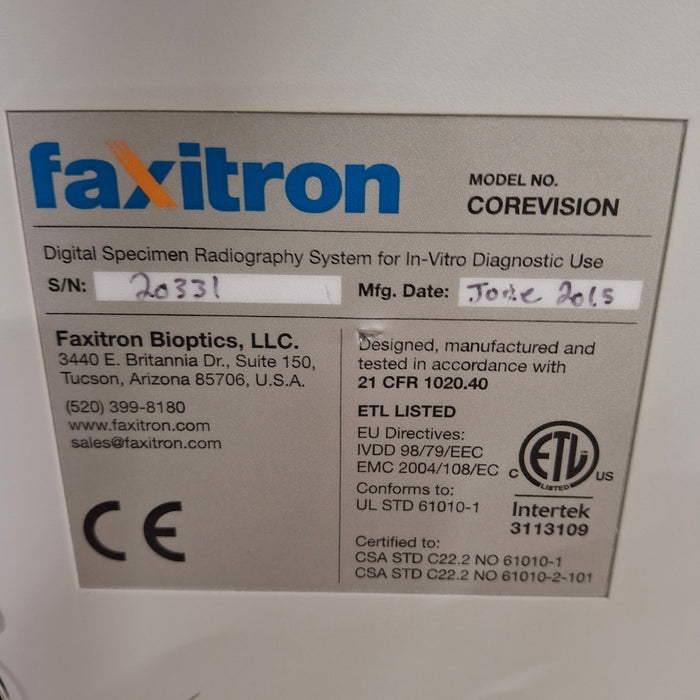 faxitron
MODEL NO.
COREVISION
Digital Specimen Radiography System for In-Vitro Diagnostic Use
S/N: 20331
Mfg. Date: June 2015
Faxitron Bioptics, LLC.
3440 E. Britannia Dr., Suite 150,
Tucson, Arizona 85706, U.S.A.
(520) 399-8180
www.faxitron.com
sales@faxitron.com
CE
Designed, manufactured and
tested in accordance with
21 CFR 1020.40
ETL LISTED
EU Directives:
IVDD 98/79/EEC
EMC 2004/108/EC
Conforms to:
UL STD 61010-1
C ETL US
LISTED
Intertek
3113109
Certified to:
CSA STD C22.2 NO 61010-1
CSA STD C22.2 NO 61010-2-101